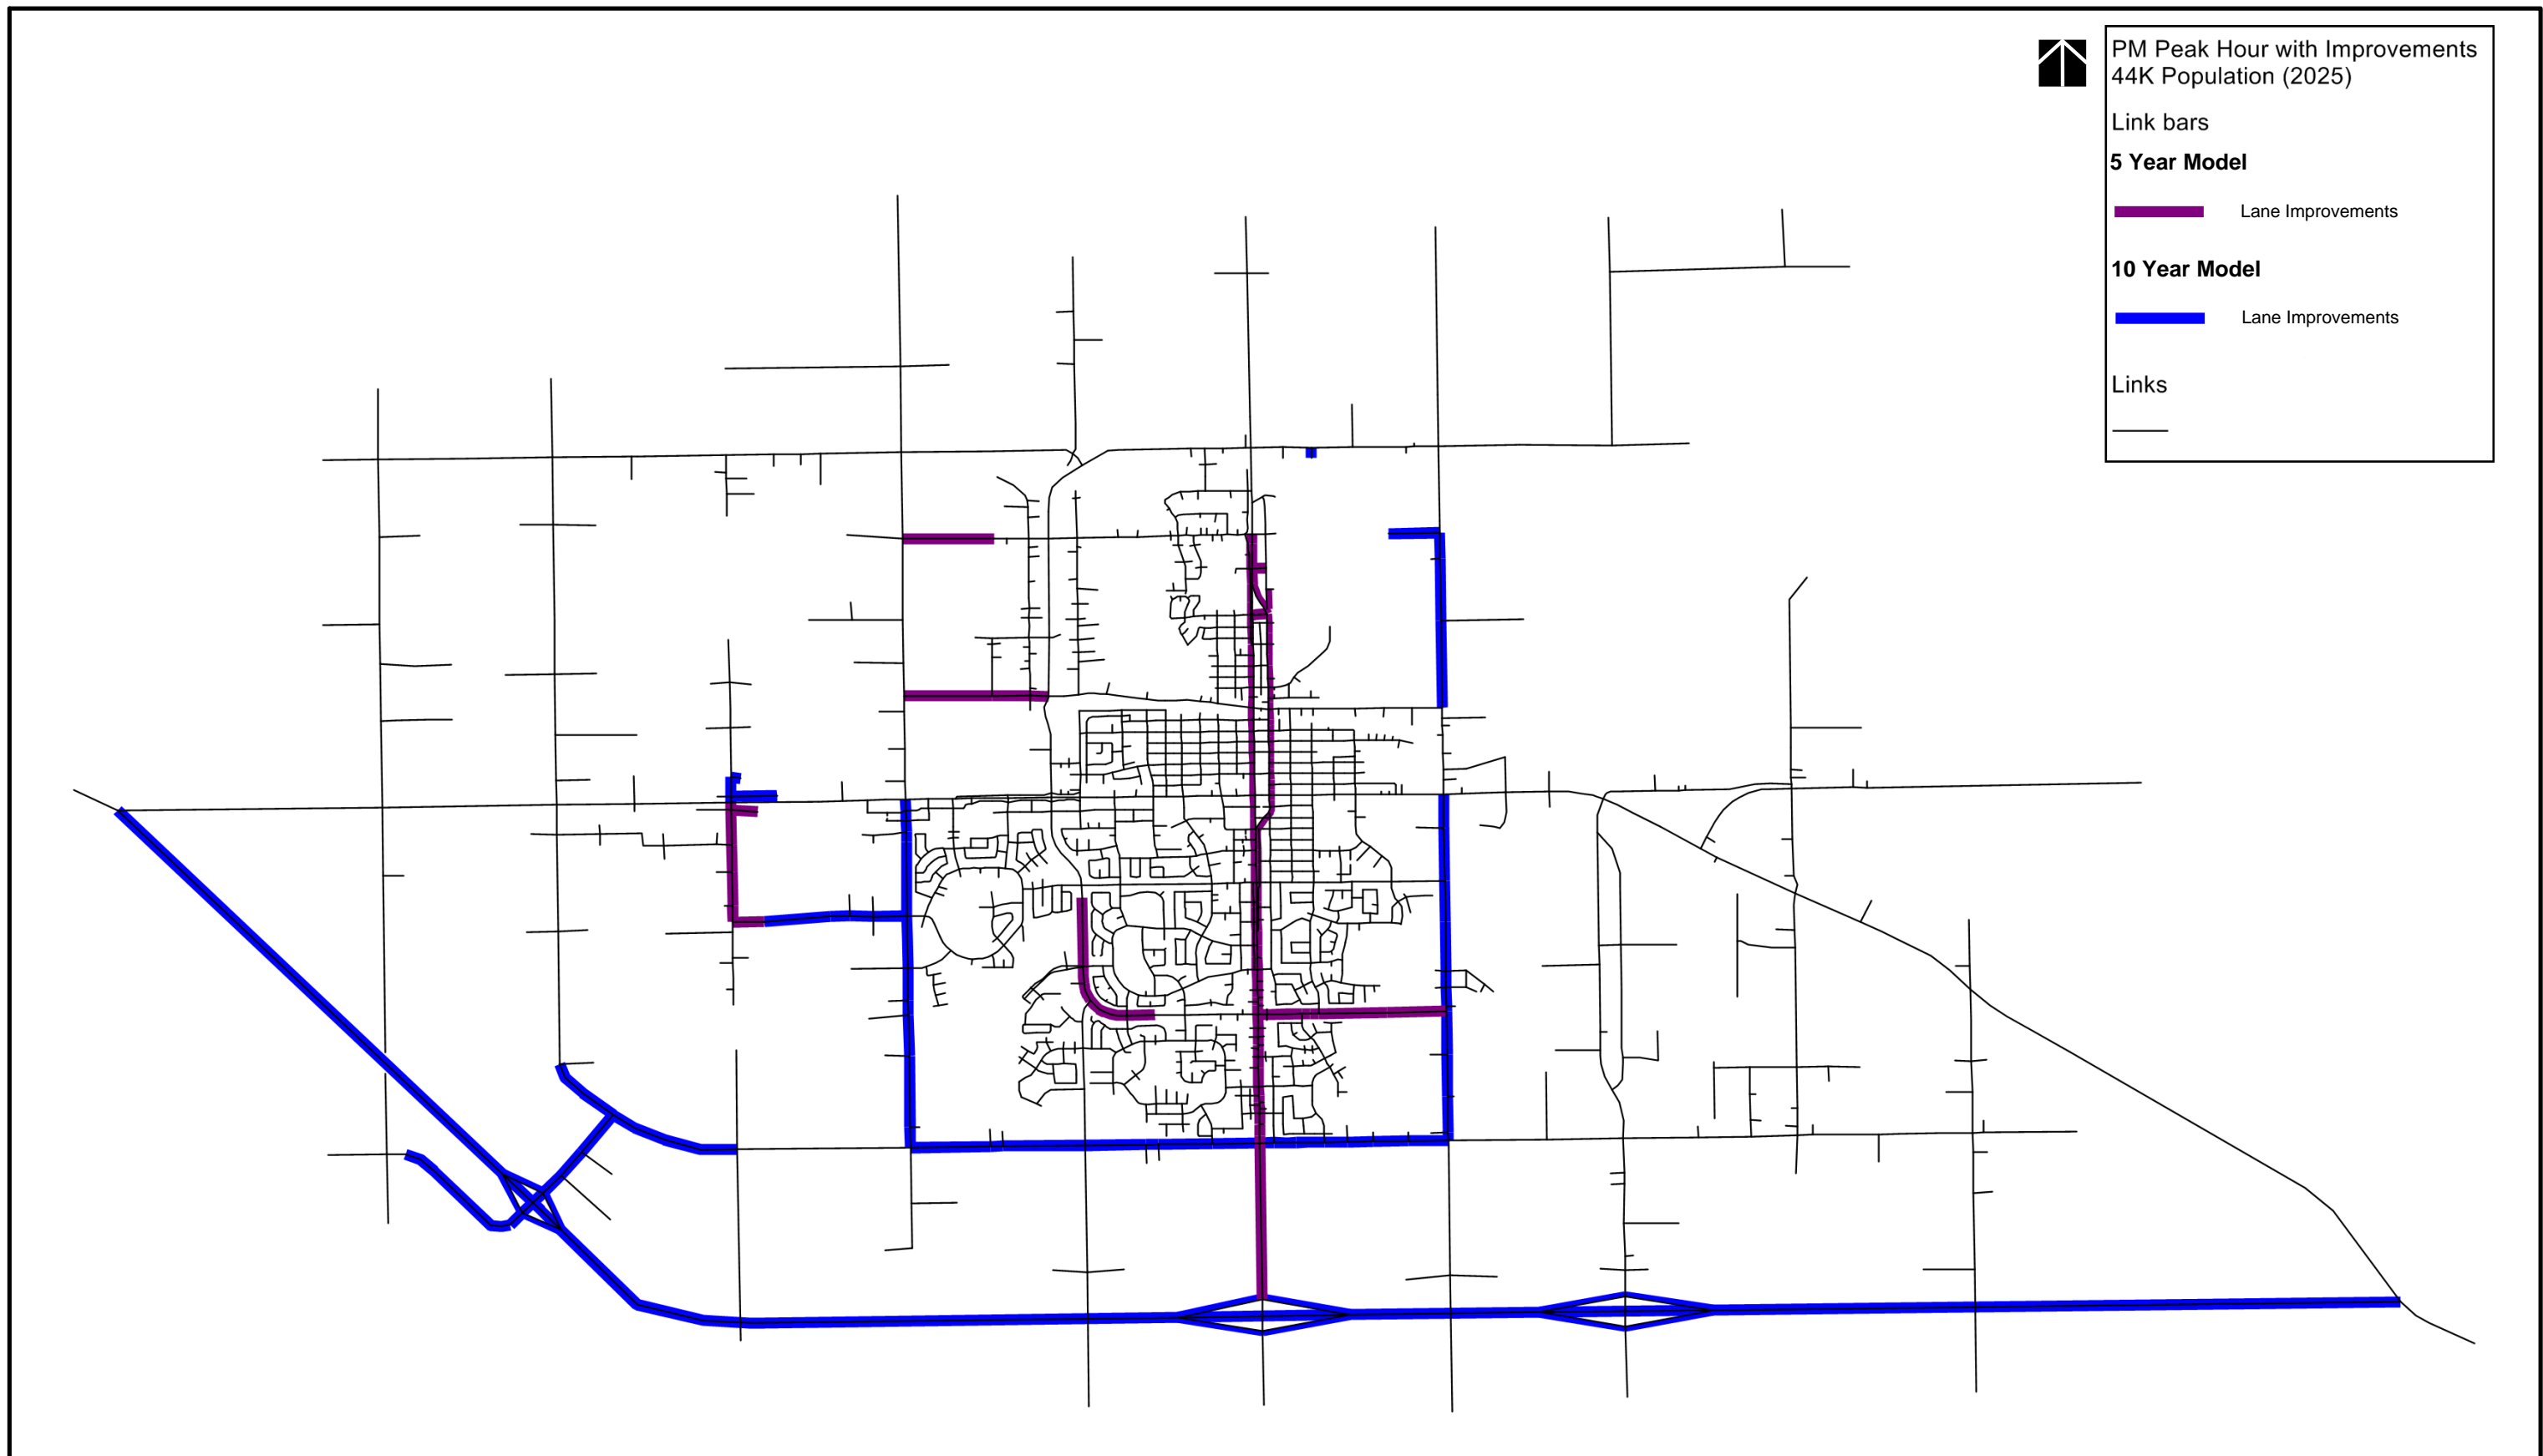 PM Peak Hour with Improvements
44K Population (2025)
Link bars
5 Year Model
Lane Improvements
10 Year Model
Lane Improvements
Links